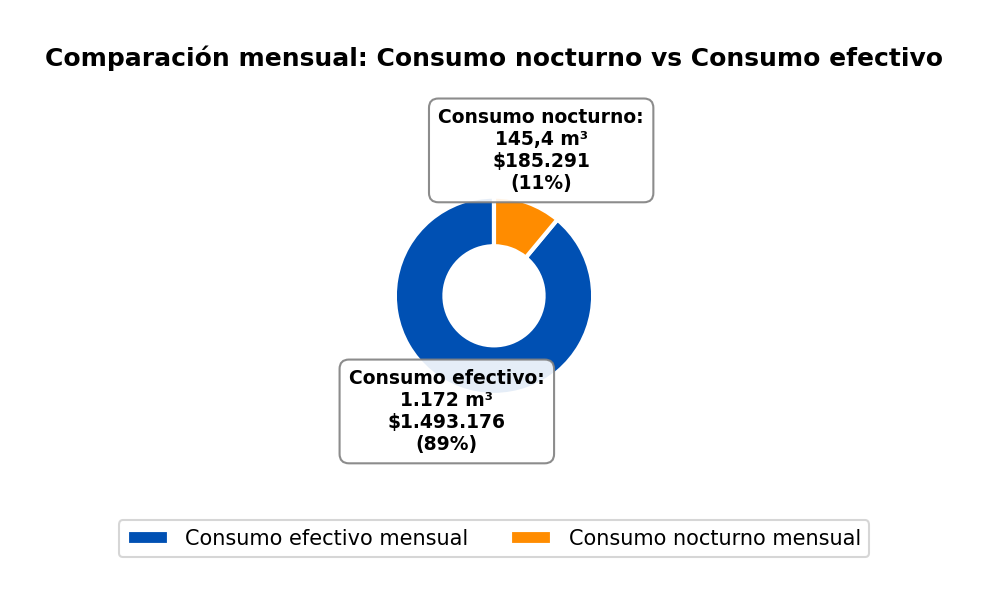 Comparación mensual: Consumo nocturno vs Consumo efectivo
Consumo nocturno:
145,4 m³
$185.291
(11%)
Consumo efectivo:
1.172 m³
$1.493.176
(89%)
Consumo efectivo mensual
Consumo nocturno mensual